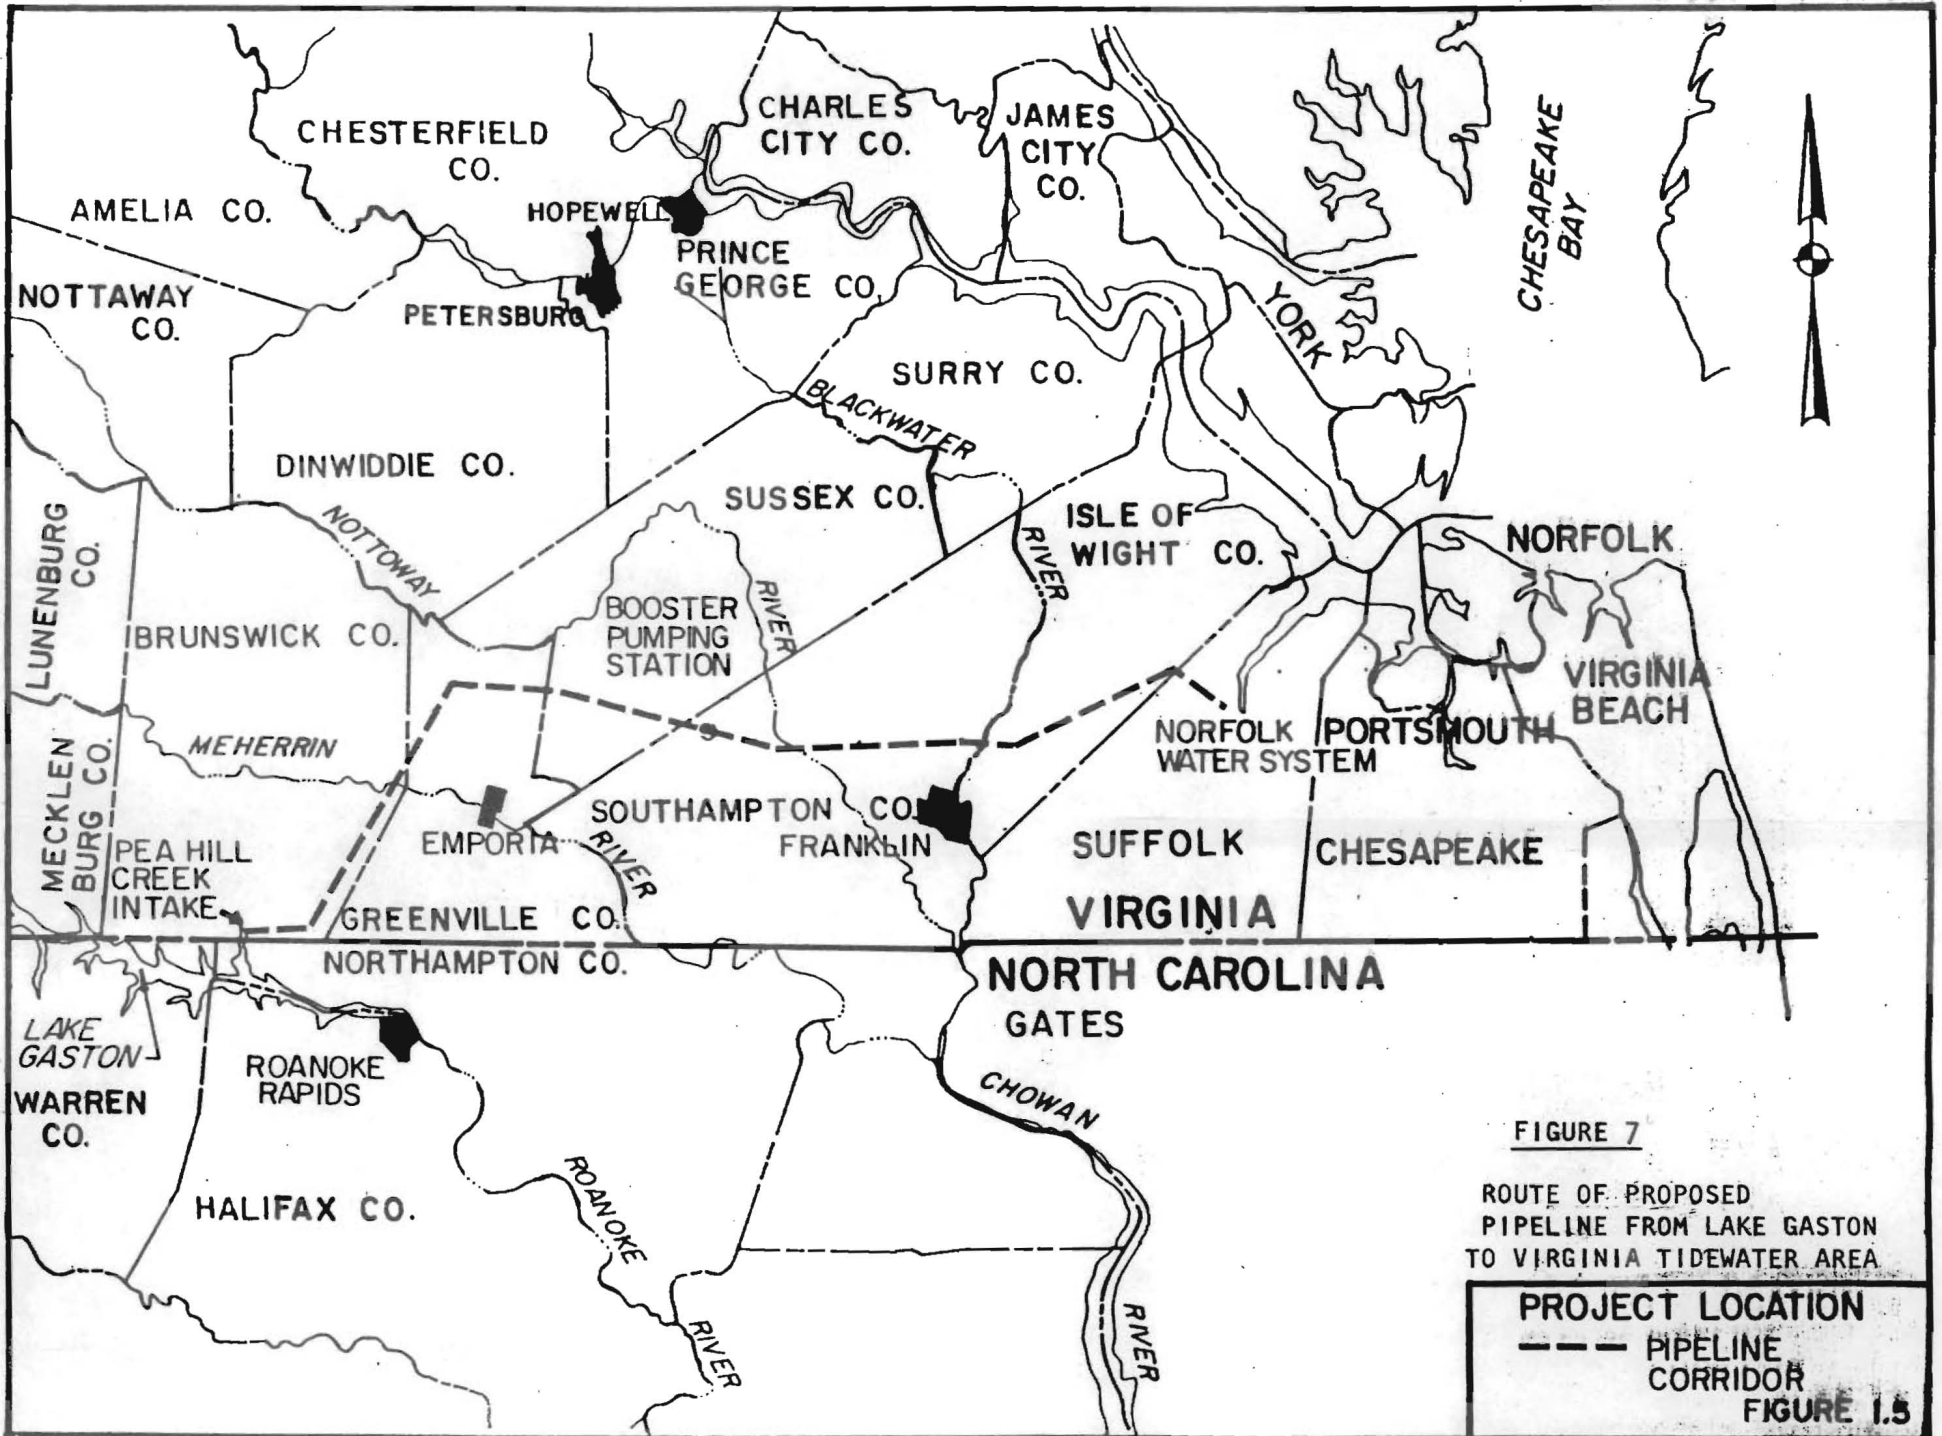 CHESTERFIELD
CO.
CHARLES
CITY CO.
JAMES
CITY
CO.
CHESAPEAKE
BAY
AMELIA CO.
HOPEWELL
PRINCE
GEORGE CO.
NOTTAWAY
CO.
PETERSBURG
YORK
SURRY CO.
BLACKWATER
RIVER
DINWIDDIE CO.
SUSSEX CO.
NOTTOWAY
RIVER
ISLE OF
WIGHT CO.
NORFOLK
LUNENBURG
CO.
BRUNSWICK CO.
BOOSTER
PUMPING
STATION
VIRGINIA
BEACH
NORFOLK
WATER SYSTEM
PORTSMOUTH
MEHERRIN
RIVER
MECKLEN
BURG CO.
PEA HILL
CREEK
INTAKE
EMPORIA
SOUTHAMPTON CO.
FRANKLIN
SUFFOLK
CHESAPEAKE
GREENVILLE CO.
VIRGINIA
NORTHAMPTON CO.
NORTH CAROLINA
GATES
LAKE
GASTON
ROANOKE
RAPIDS
WARREN
CO.
CHOWAN
RIVER
HALIFAX CO.
ROANOKE
RIVER
FIGURE 7
ROUTE OF PROPOSED
PIPELINE FROM LAKE GASTON
TO VIRGINIA TIDEWATER AREA
PROJECT LOCATION
PIPELINE
CORRIDOR
FIGURE 1.5